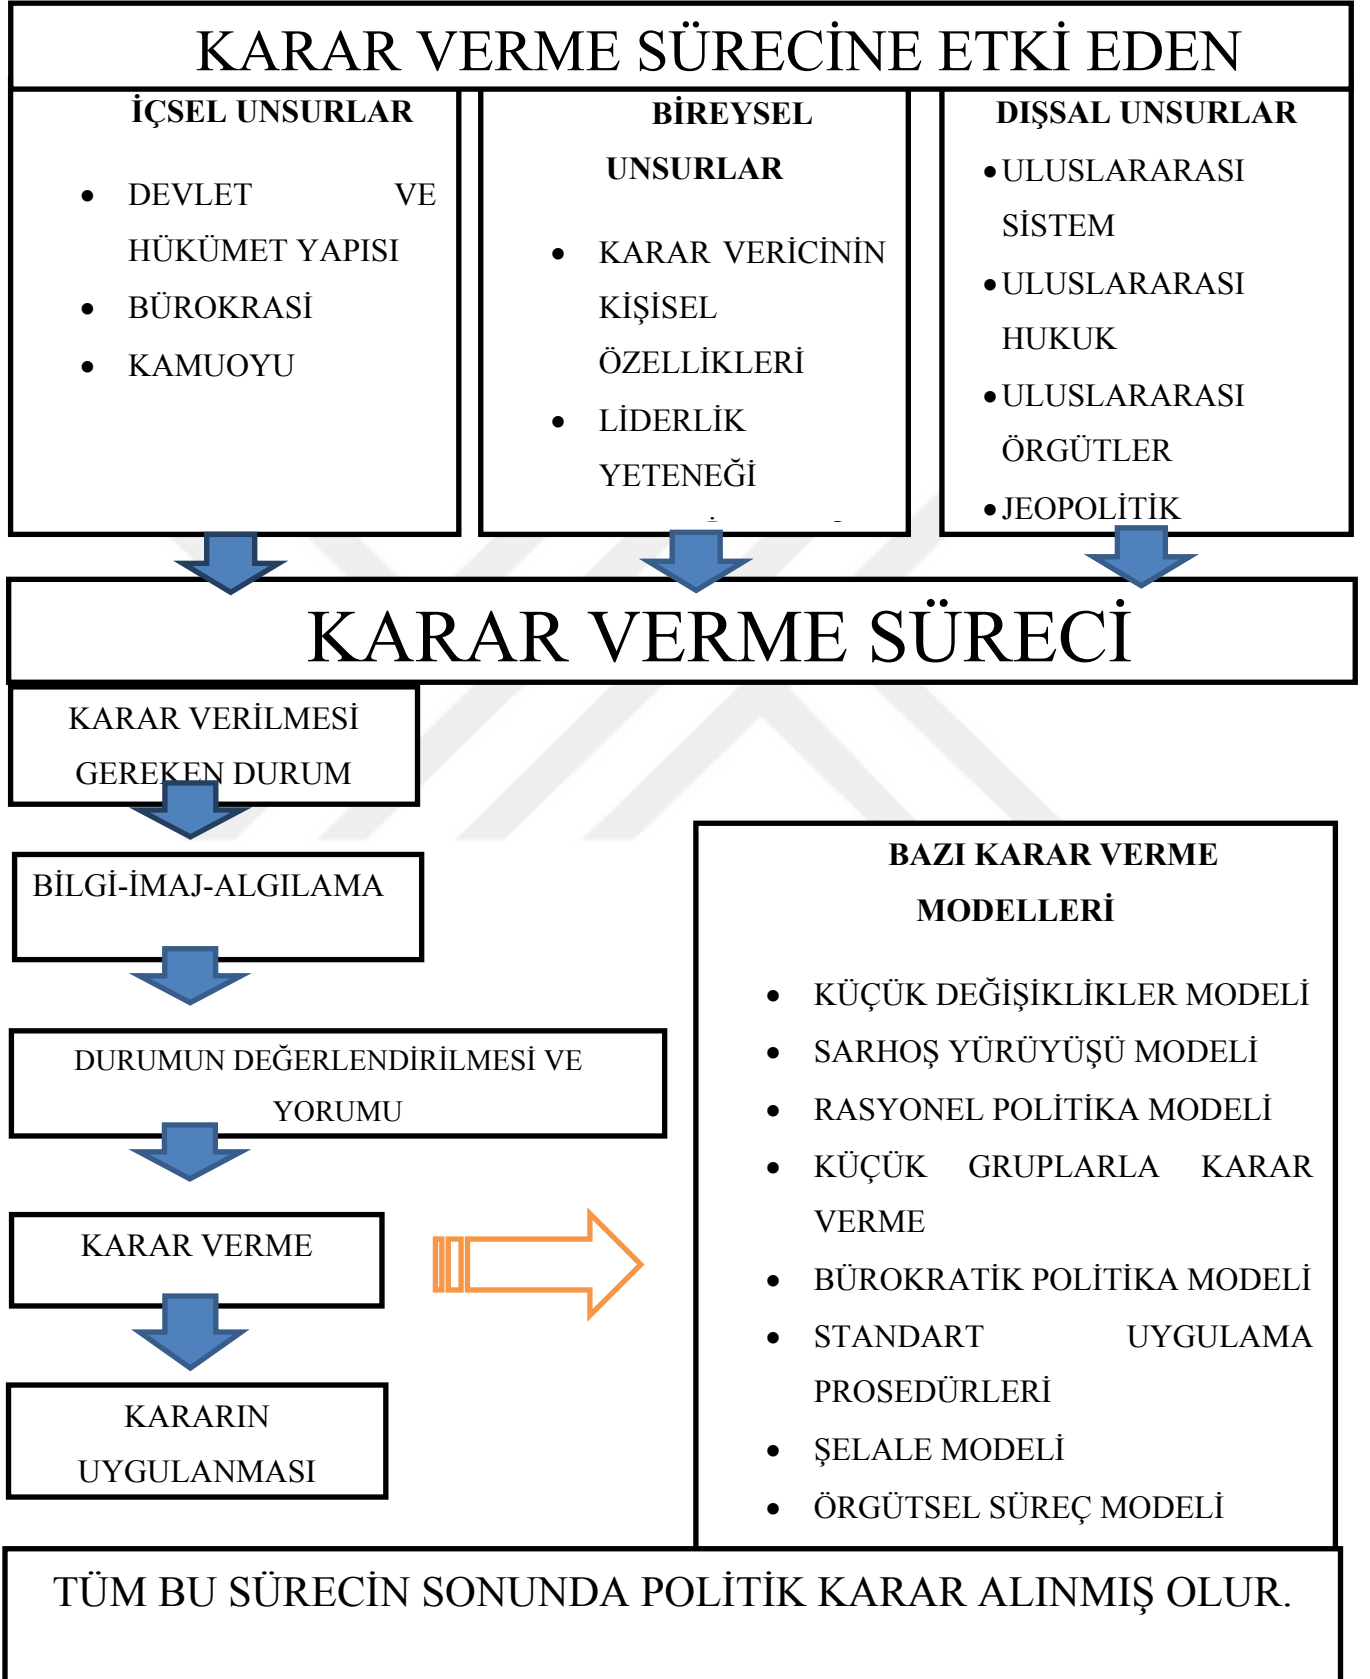 KARAR VERME SÜRECİNE ETKİ EDEN
İÇSEL UNSURLAR
• DEVLET VE
HÜKÜMET YAPISI
• BÜROKRASİ
• KAMUOYU
BİREYSEL
UNSURLAR
• KARAR VERİCİNİN
KİŞİSEL
ÖZELLİKLERİ
• LİDERLİK
YETENEĞİ
DIŞSAL UNSURLAR
• ULUSLARARASI
SİSTEM
• ULUSLARARASI
HUKUK
• ULUSLARARASI
ÖRGÜTLER
• JEOPOLİTİK
KARAR VERME SÜRECİ
KARAR VERİLMESİ
GEREKEN DURUM
BİLGİ-İMAJ-ALGILAMA
DURUMUN DEĞERLENDİRİLMESİ VE
YORUMU
KARAR VERME
KARARIN
UYGULANMASI
BAZI KARAR VERME
MODELLERİ
• KÜÇÜK DEĞİŞİKLİKLER MODELİ
• SARHOŞ YÜRÜYÜŞÜ MODELİ
• RASYONEL POLİTİKA MODELİ
• KÜÇÜK GRUPLARLA KARAR
VERME
• BÜROKRATİK POLİTİKA MODELİ
• STANDART UYGULAMA
PROSEDÜRLERİ
• ŞELALE MODELİ
• ÖRGÜTSEL SÜREÇ MODELİ
TÜM BU SÜRECİN SONUNDA POLİTİK KARAR ALINMIŞ OLUR.